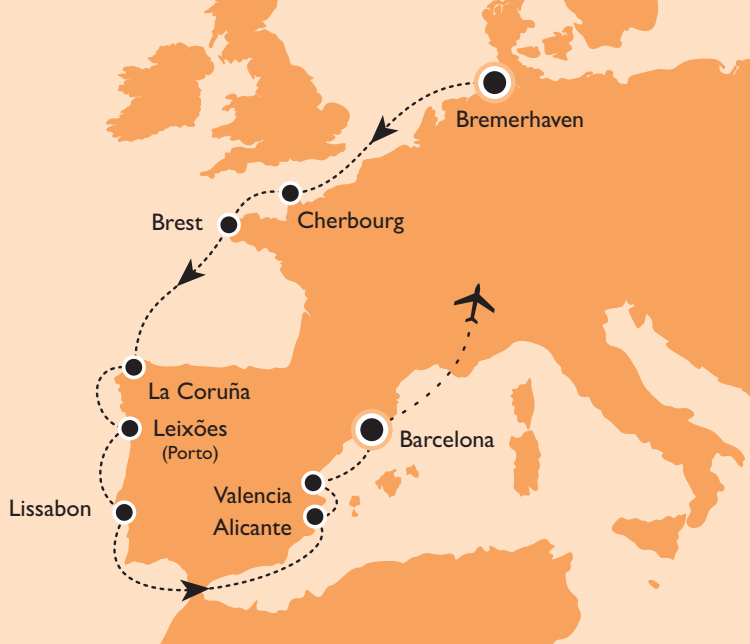 Bremerhaven
Cherbourg
Brest
La Coruña
Leixões
(Porto)
Barcelona
Valencia
Lissabon
Alicante